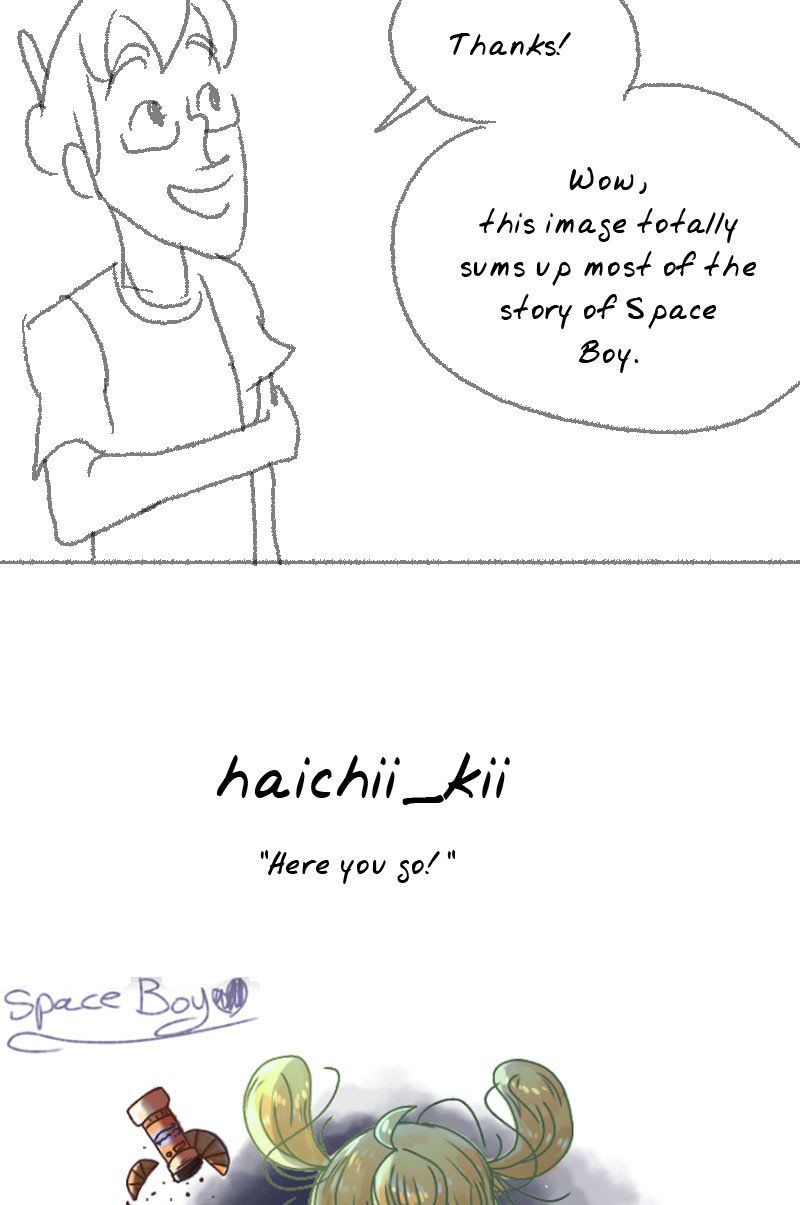 Thanks!
Wow,
this image totally
sums up most of the
story of Space
Boy.
haichii_kii
"Here you go! "
Space Boy